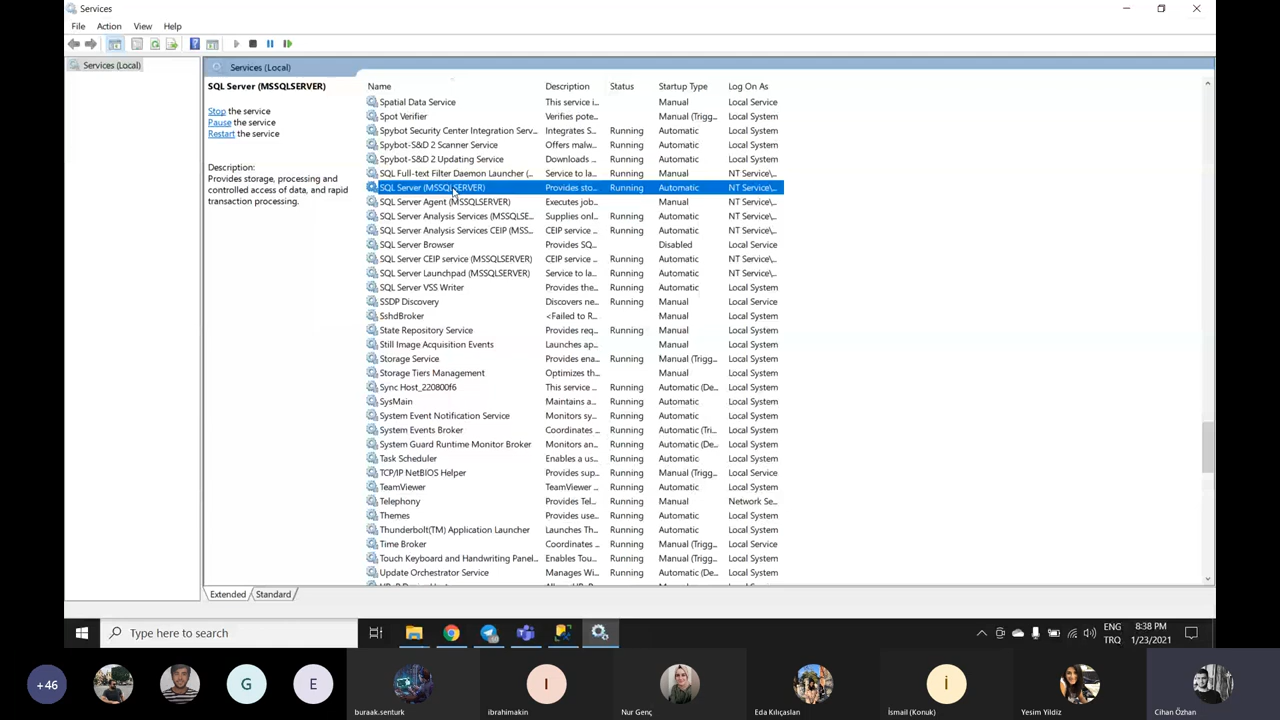 Services
File Action View Help
Services (Local)
Services (Local)
SQL Server (MSSQLSERVER)
Stop the service
Pause the service
Restart the service
Description:
Provides storage, processing and
controlled access of data, and rapid
transaction processing.
Name Description Status Startup Type Log On As
Spatial Data Service This service i... Manual Local Service
Spot Verifier Verifies pote... Manual (Trigg... Local System
Spybot Security Center Integration Serv... Integrates S... Running Automatic Local System
Spybot-S&D 2 Scanner Service Offers malw... Running Automatic Local System
Spybot-S&D 2 Updating Service Downloads ... Running Automatic Local System
SQL Full-text Filter Daemon Launcher (... Service to la... Running Manual NT Service\...
SQL Server (MSSQLSERVER) Provides sto... Running Automatic NT Service\...
SQL Server Agent (MSSQLSERVER) Executes job... Manual NT Service\...
SQL Server Analysis Services (MSSQLSE... Supplies onl... Running Automatic NT Service\...
SQL Server Analysis Services CEIP (MSS... CEIP service ... Running Automatic NT Service\...
SQL Server Browser Provides SQ... Disabled Local Service
SQL Server CEIP service (MSSQLSERVER) CEIP service ... Running Automatic NT Service\...
SQL Server Launchpad (MSSQLSERVER) Service to la... Running Automatic NT Service\...
SQL Server VSS Writer Provides the... Running Automatic Local System
SSDP Discovery Discovers ne... Running Manual Local Service
SshdBroker <Failed to R... Manual Local System
State Repository Service Provides req... Running Manual Local System
Still Image Acquisition Events Launches ap... Manual Local System
Storage Service Provides ena... Running Manual (Trigg... Local System
Storage Tiers Management Optimizes th... Manual Local System
Sync Host_220800f6 This service ... Running Automatic (De... Local System
SysMain Maintains a... Running Automatic Local System
System Event Notification Service Monitors sy... Running Automatic Local System
System Events Broker Coordinates ... Running Automatic (Tri... Local System
System Guard Runtime Monitor Broker Monitors an... Running Automatic (De... Local System
Task Scheduler Enables a us... Running Automatic Local System
TCP/IP NetBIOS Helper Provides sup... Running Manual (Trigg... Local Service
TeamViewer TeamViewer ... Running Automatic Local System
Telephony Provides Tel... Running Manual Network Se...
Themes Provides use... Running Automatic Local System
Thunderbolt(TM) Application Launcher Launches Th... Running Automatic Local System
Time Broker Coordinates ... Running Manual (Trigg... Local Service
Touch Keyboard and Handwriting Panel... Enables Tou... Running Manual (Trigg... Local System
Update Orchestrator Service Manages Wi... Running Automatic (De... Local System
Extended Standard
Type here to search
ENG 8:38 PM
TRQ 1/23/2021
+46 G E I İ
buraak.senturk ibrahimakin Nur Genç Eda Kılıçaslan İsmail (Konuk) Yesim Yildiz Cihan Özhan